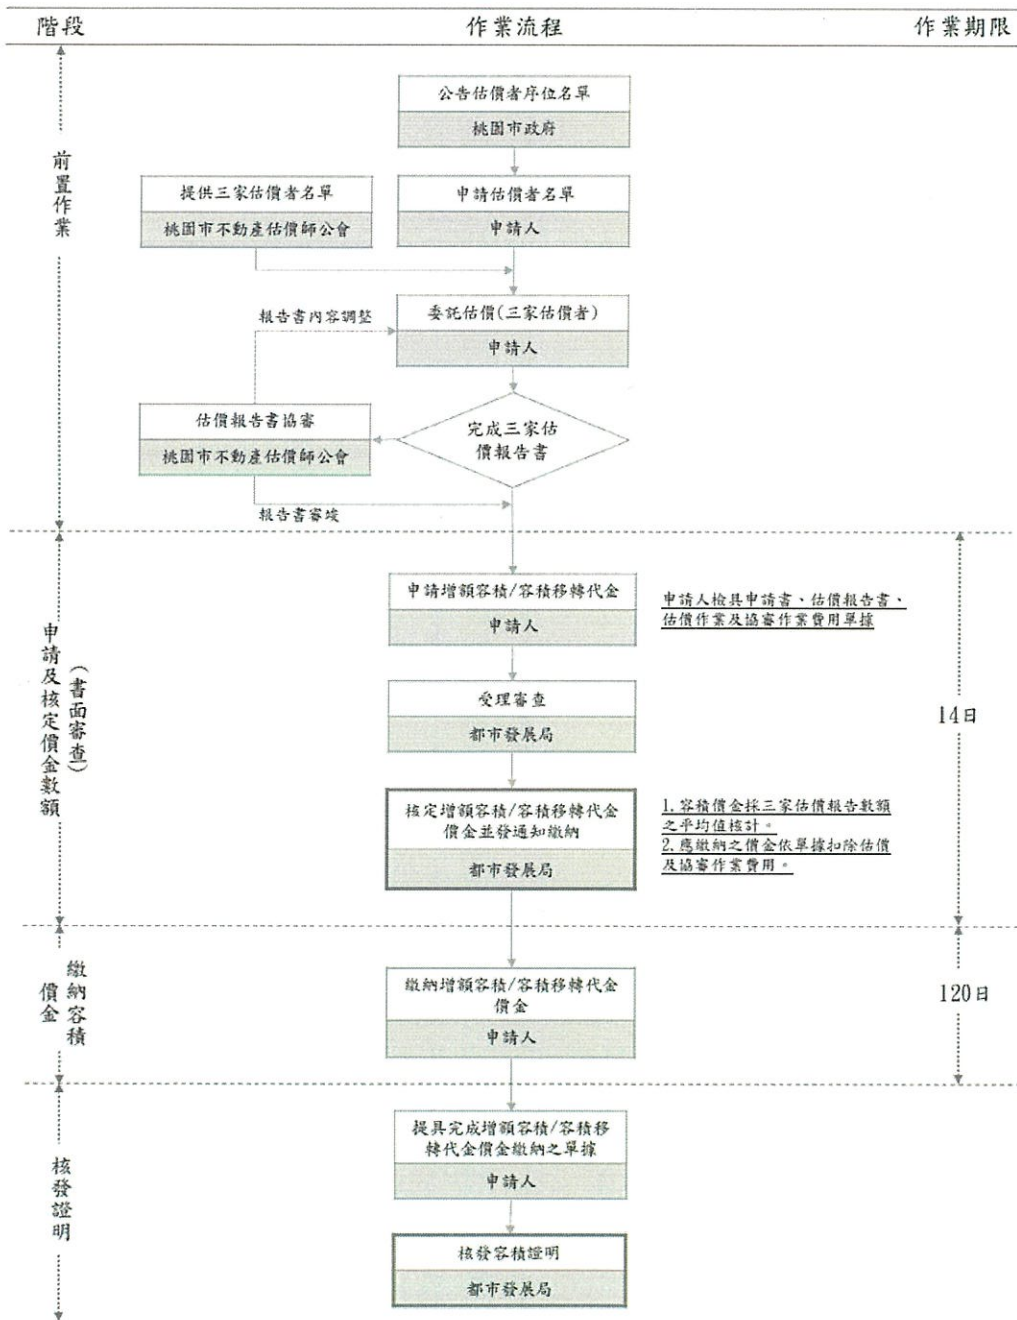 階段 作業流程 作業期限
公告估價者序位名單
桃園市政府
前置作業
提供三家估價者名單
桃園市不動產估價師公會
申請估價者名單
申請人
報告書內容調整
委託估價(三家估價者)
申請人
估價報告書協審
桃園市不動產估價師公會
完成三家估
價報告書
報告書審竣
申請及核定價金數額
(書面審查)
申請增額容積/容積移轉代金
申請人
申請人檢具申請書、估價報告書、
估價作業及協審作業費用單據
受理審查
都市發展局
14日
核定增額容積/容積移轉代金
價金並發通知繳納
都市發展局
1.容積價金採三家估價報告數額
之平均值核計。
2.應繳納之價金依單據扣除估價
及協審作業費用。
繳納容積
價金
繳納增額容積/容積移轉代金
價金
申請人
120日
核發證明
提具完成增額容積/容積移
轉代金價金繳納之單據
申請人
核發容積證明
都市發展局